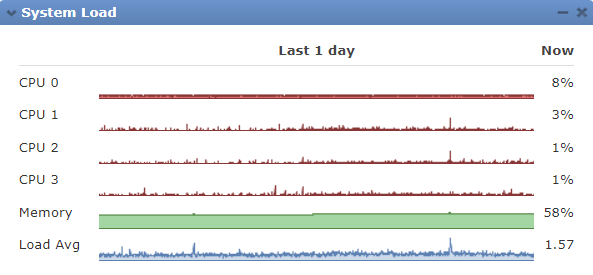 System Load
Last 1 day Now
CPU 0 8%
CPU 1 3%
CPU 2 1%
CPU 3 1%
Memory 58%
Load Avg 1.57